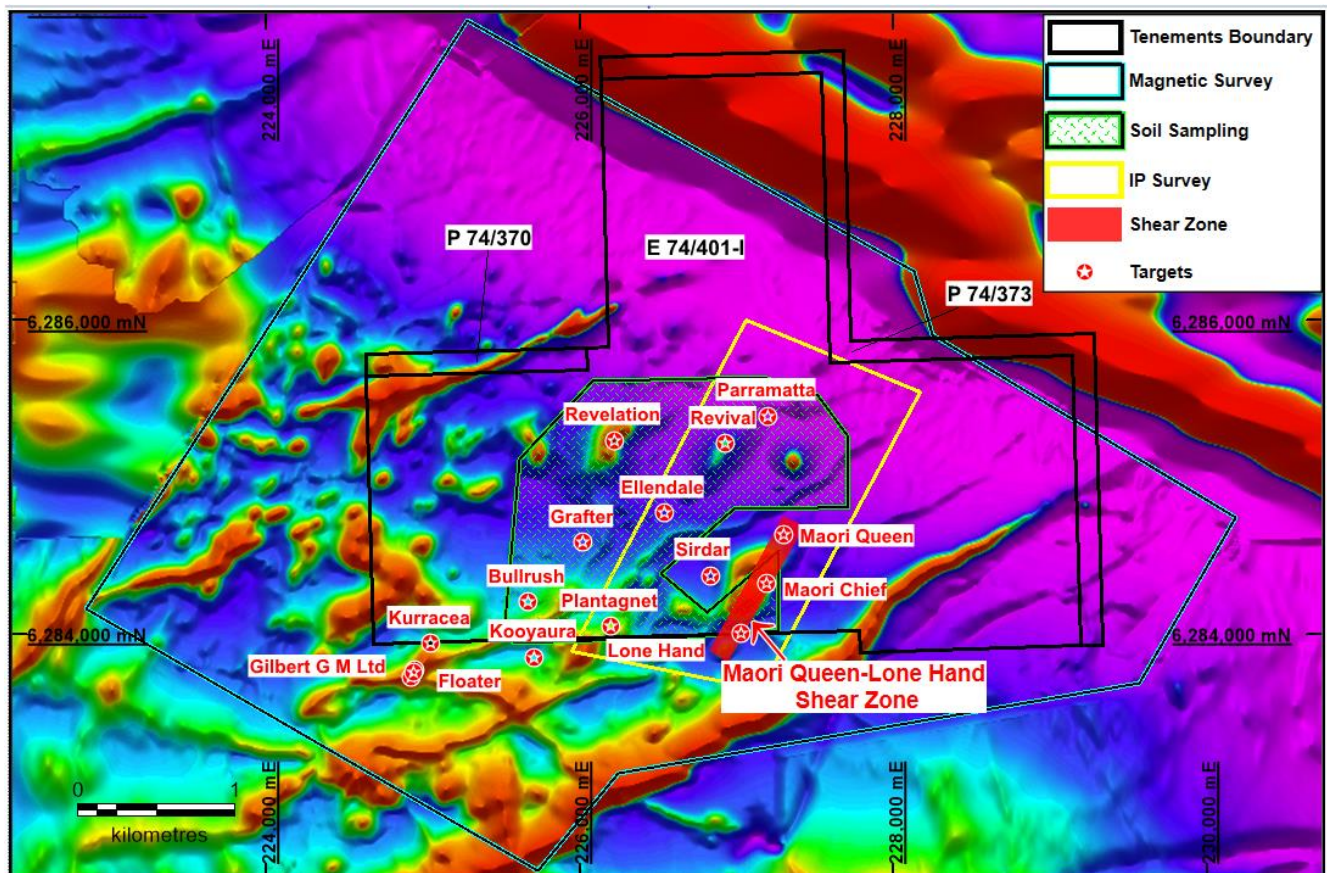 224,000 mE
226,000 mE
228,000 mE
Tenements Boundary
Magnetic Survey
Soil Sampling
IP Survey
Shear Zone
Targets
P 74/370
E 74/401-I
P 74/373
6,286,000 mN
6,286,000 mN
Parramatta
Revelation
Revival
Ellendale
Grafter
Sirdar
Maori Queen
Bullrush
Maori Chief
Plantagnet
Kurracea
Kooyaura
6,284,000 mN
6,284,000 mN
Lone Hand
Gilbert G M Ltd
Floater
Maori Queen-Lone Hand
Shear Zone
0
1
kilometres
224,000 mE
226,000 mE
228,000 mE
230,000 mE